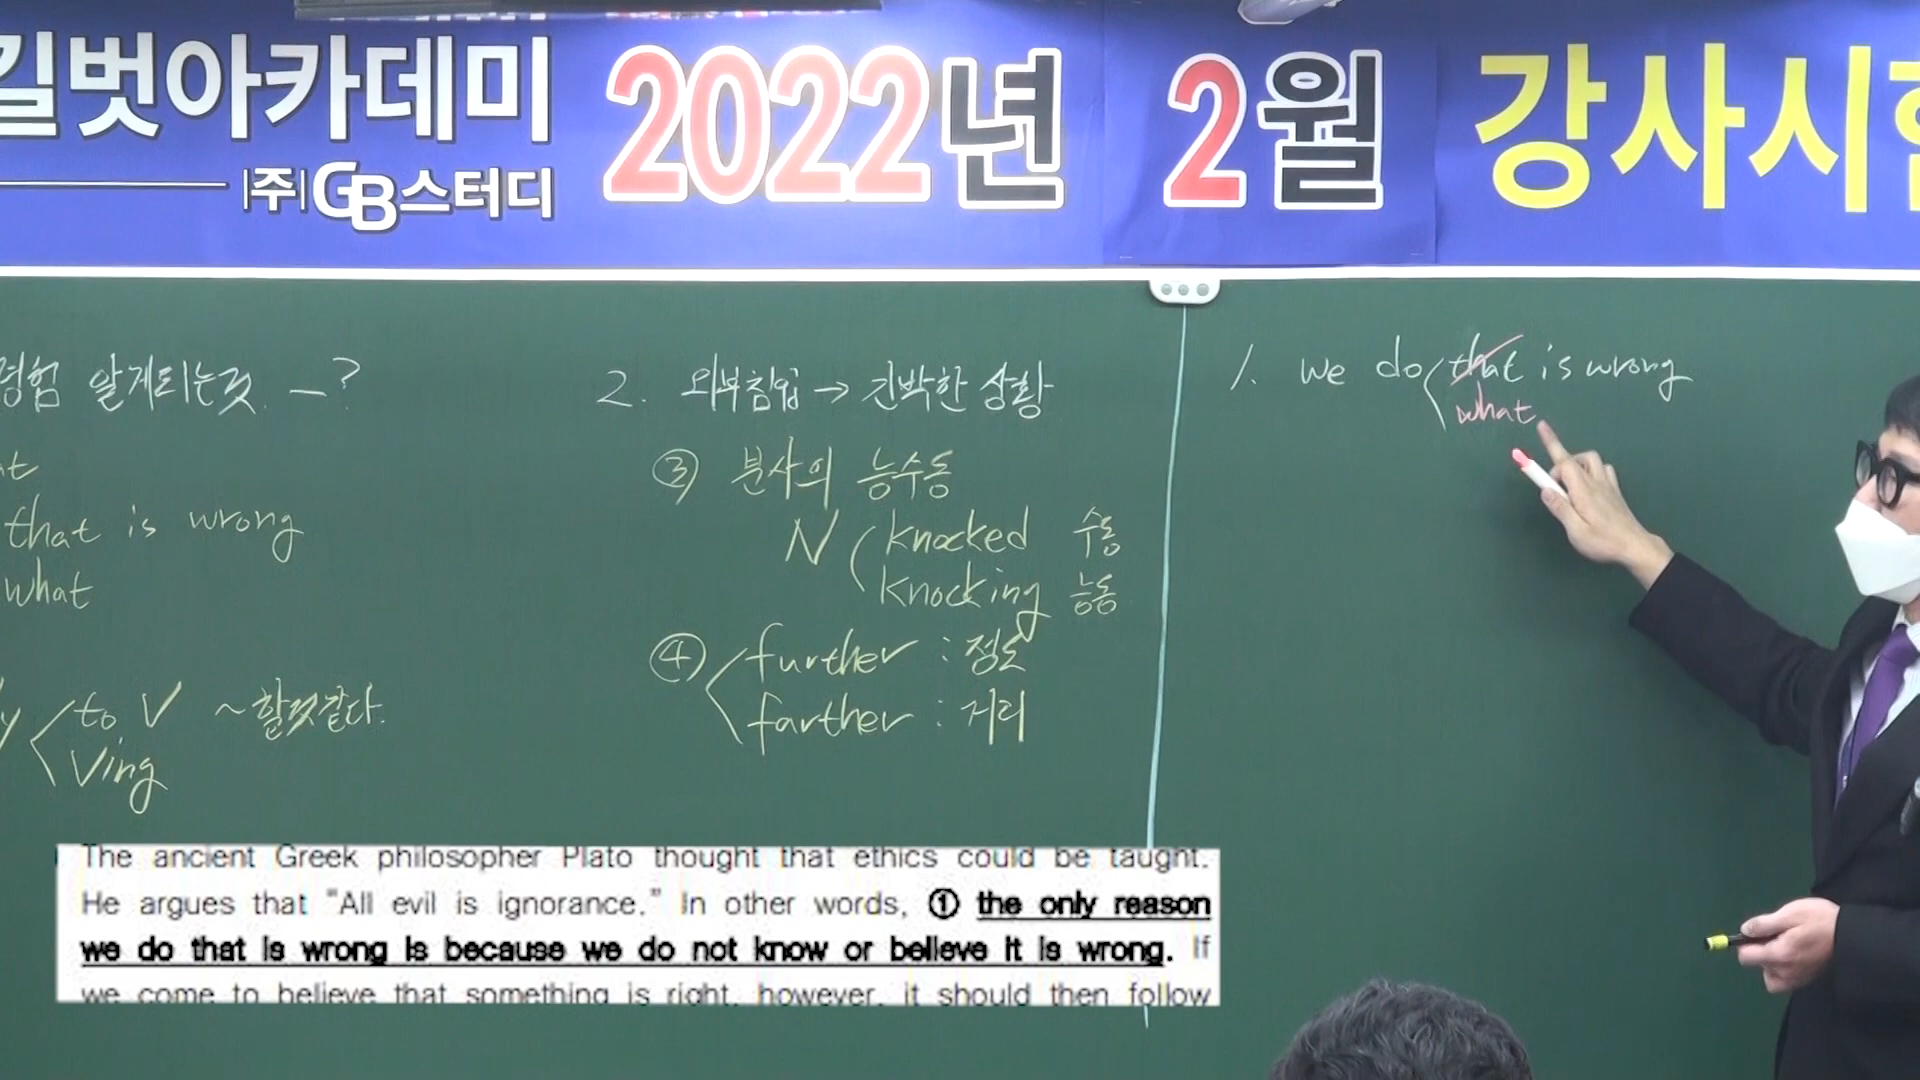 길벗아카데미
|주|GB스터디
2022년 2월 강사시험
경험 알게되는것. – ?
that is wrong
what
to V ~할것같다.
Ving
2. 외부침입 → 긴박한 상황
③ 분사의 능수동
N knocked 수동
knocking 능동
④ further : 정도
farther : 거리
1. we do that is wrong
what
The ancient Greek philosopher Plato thought that ethics could be taught.
He argues that "All evil is ignorance." In other words, ① the only reason
we do that is wrong is because we do not know or believe it is wrong. If
we come to believe that something is right, however, it should then follow